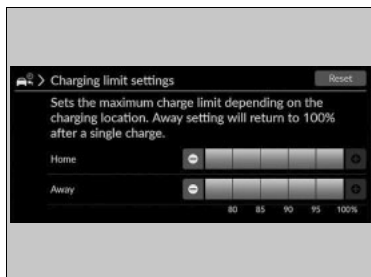 Charging limit settings
Reset
Sets the maximum charge limit depending on the
charging location. Away setting will return to 100%
after a single charge.
Home
Away
80 85 90 95 100%